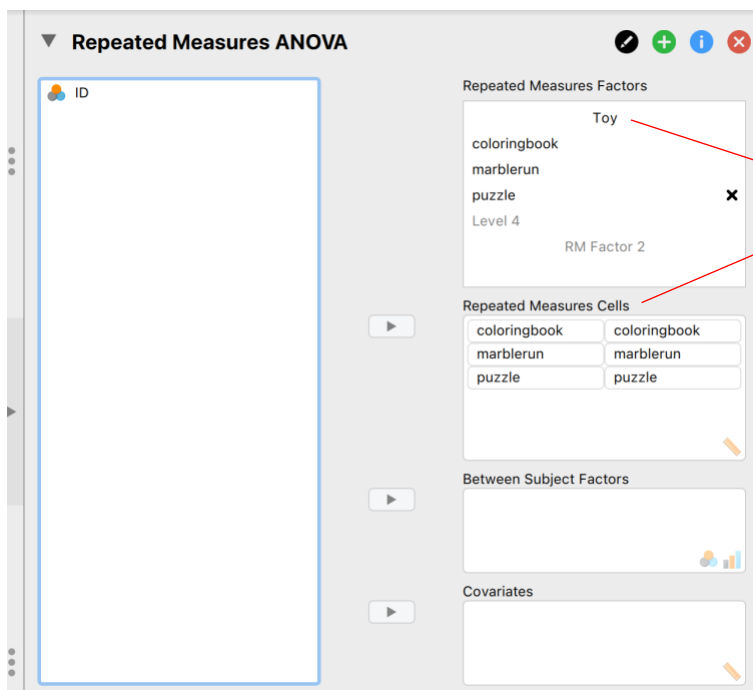 Repeated Measures ANOVA
ID
Repeated Measures Factors
Toy
coloringbook
marblerun
puzzle
Level 4
RM Factor 2
Repeated Measures Cells
coloringbook coloringbook
marblerun marblerun
puzzle puzzle
Between Subject Factors
Covariates